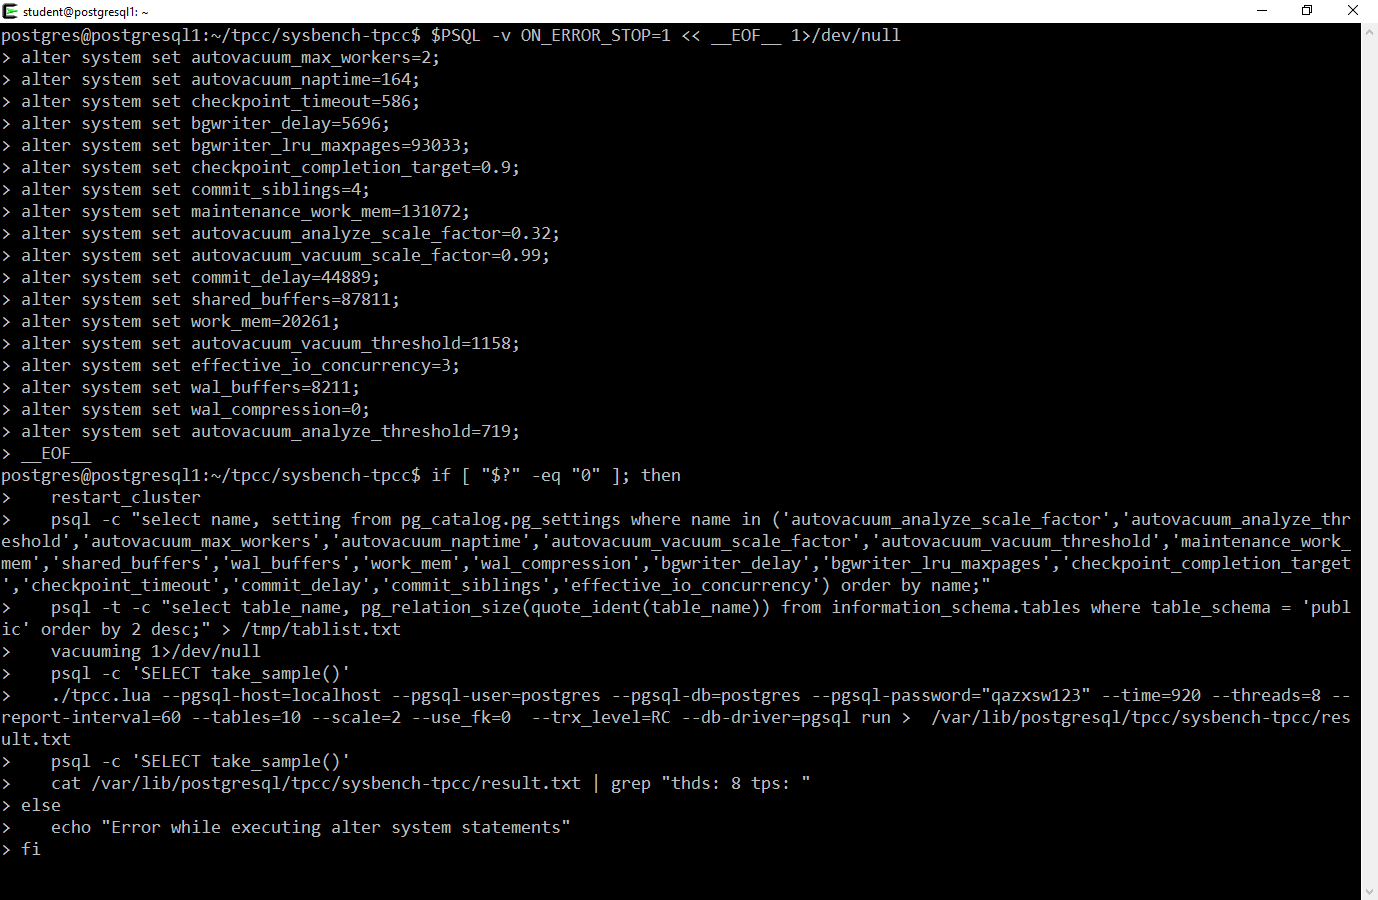 student@postgresql1: ~
postgres@postgresql1:~/tpcc/sysbench-tpcc$ $PSQL -v ON_ERROR_STOP=1 << __EOF__ 1>/dev/null
> alter system set autovacuum_max_workers=2;
> alter system set autovacuum_naptime=164;
> alter system set checkpoint_timeout=586;
> alter system set bgwriter_delay=5696;
> alter system set bgwriter_lru_maxpages=93033;
> alter system set checkpoint_completion_target=0.9;
> alter system set commit_siblings=4;
> alter system set maintenance_work_mem=131072;
> alter system set autovacuum_analyze_scale_factor=0.32;
> alter system set autovacuum_vacuum_scale_factor=0.99;
> alter system set commit_delay=44889;
> alter system set shared_buffers=87811;
> alter system set work_mem=20261;
> alter system set autovacuum_vacuum_threshold=1158;
> alter system set effective_io_concurrency=3;
> alter system set wal_buffers=8211;
> alter system set wal_compression=0;
> alter system set autovacuum_analyze_threshold=719;
> __EOF__
postgres@postgresql1:~/tpcc/sysbench-tpcc$ if [ "$?" -eq "0" ]; then
>    restart_cluster
>    psql -c "select name, setting from pg_catalog.pg_settings where name in ('autovacuum_analyze_scale_factor','autovacuum_analyze_thr
eshold','autovacuum_max_workers','autovacuum_naptime','autovacuum_vacuum_scale_factor','autovacuum_vacuum_threshold','maintenance_work_
mem','shared_buffers','wal_buffers','work_mem','wal_compression','bgwriter_delay','bgwriter_lru_maxpages','checkpoint_completion_target
','checkpoint_timeout','commit_delay','commit_siblings','effective_io_concurrency') order by name;"
>    psql -t -c "select table_name, pg_relation_size(quote_ident(table_name)) from information_schema.tables where table_schema = 'publ
ic' order by 2 desc;" > /tmp/tablist.txt
>    vacuuming 1>/dev/null
>    psql -c 'SELECT take_sample()'
>    ./tpcc.lua --pgsql-host=localhost --pgsql-user=postgres --pgsql-db=postgres --pgsql-password="qazxsw123" --time=920 --threads=8 --
report-interval=60 --tables=10 --scale=2 --use_fk=0  --trx_level=RC --db-driver=pgsql run >  /var/lib/postgresql/tpcc/sysbench-tpcc/res
ult.txt
>    psql -c 'SELECT take_sample()'
>    cat /var/lib/postgresql/tpcc/sysbench-tpcc/result.txt | grep "thds: 8 tps: "
> else
>    echo "Error while executing alter system statements"
> fi